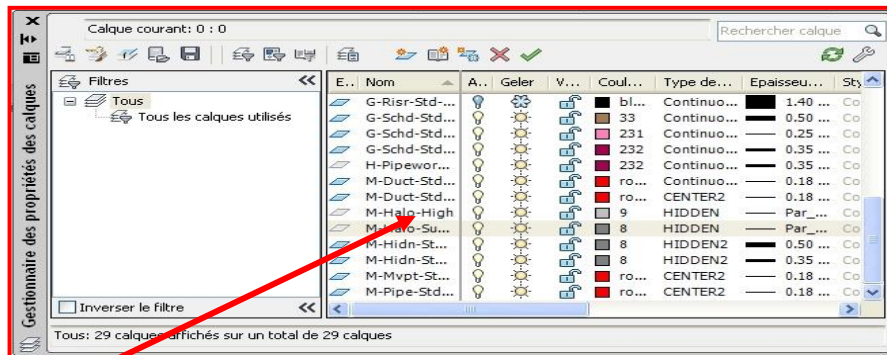 Calque courant: 0 : 0
Rechercher calque
Gestionnaire des propriétés des calques
Filtres
Tous
Tous les calques utilisés
E.. Nom A.. Geler V... Coul... Type de... Epaisseu... Sty
G-Risr-Std-... bl... Continuo... 1.40 ... Co
G-Schd-Std... 33 Continuo... 0.50 ... Co
G-Schd-Std... 231 Continuo... 0.25 ... Co
G-Schd-Std... 232 Continuo... 0.35 ... Co
H-Pipewor... 232 Continuo... 0.35 ... Co
M-Duct-Std... ro... Continuo... 0.18 ... Co
M-Duct-Std... ro... CENTER2 0.18 ... Co
M-Halo-High 9 HIDDEN Par_... Co
M-Halo-Su... 8 HIDDEN Par_... Co
M-Hidn-St... 8 HIDDEN2 0.50 ... Co
M-Hidn-St... 8 HIDDEN2 0.35 ... Co
M-Mvpt-St... ro... CENTER2 0.18 ... Co
M-Pipe-Std... ro... CENTER2 0.18 ... Co
Inverser le filtre
Tous: 29 calques affichés sur un total de 29 calques